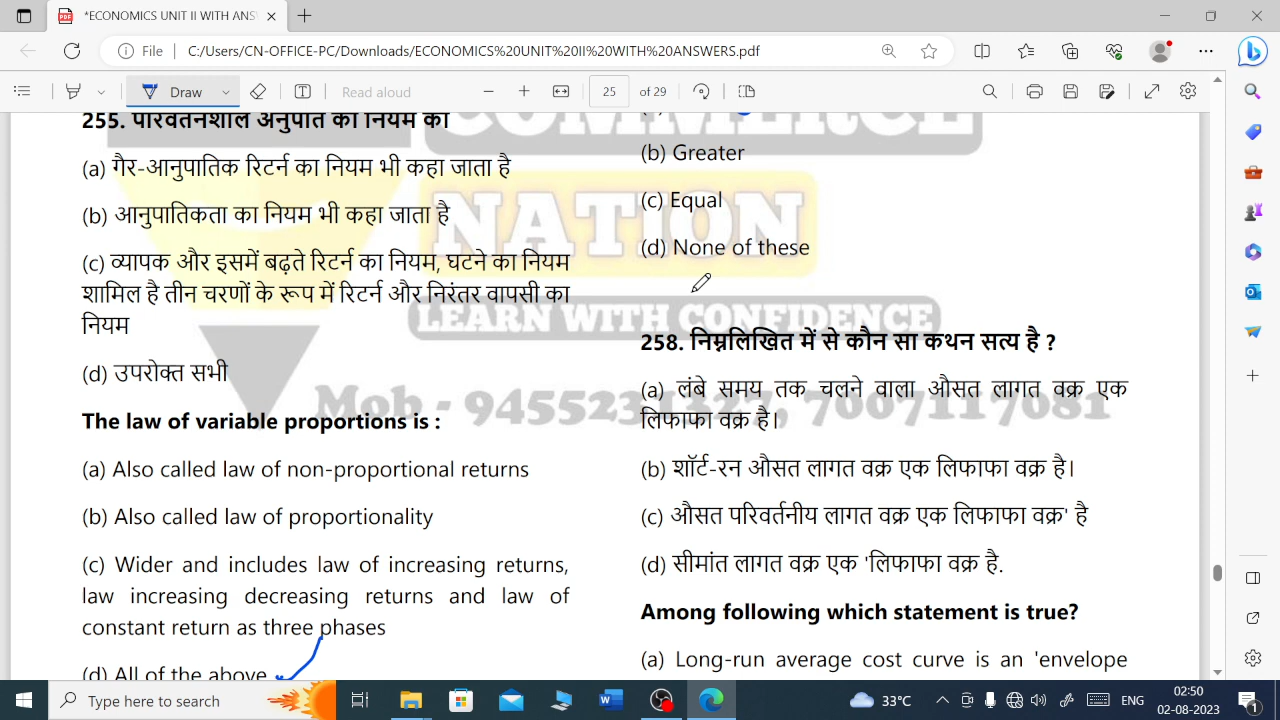 *ECONOMICS UNIT II WITH ANS
File
C:/Users/CN-OFFICE-PC/Downloads/ECONOMICS%20UNIT%20II%20WITH%20ANSWERS.pdf
Draw
Read aloud
25 of 29
255. परिवर्तनशील अनुपात का नियम का
(a) गैर-आनुपातिक रिटर्न का नियम भी कहा जाता है
(b) आनुपातिकता का नियम भी कहा जाता है
(c) व्यापक और इसमें बढ़ते रिटर्न का नियम, घटने का नियम
शामिल है तीन चरणों के रूप में रिटर्न और निरंतर वापसी का
नियम
(d) उपरोक्त सभी
The law of variable proportions is :
(a) Also called law of non-proportional returns
(b) Also called law of proportionality
(c) Wider and includes law of increasing returns,
law increasing decreasing returns and law of
constant return as three phases
(d) All of the above
(b) Greater
(c) Equal
(d) None of these
258. निम्नलिखित में से कौन सा कथन सत्य है ?
(a) लंबे समय तक चलने वाला औसत लागत वक्र एक
लिफाफा वक्र है।
(b) शॉर्ट-रन औसत लागत वक्र एक लिफाफा वक्र है।
(c) औसत परिवर्तनीय लागत वक्र एक लिफाफा वक्र' है
(d) सीमांत लागत वक्र एक 'लिफाफा वक्र है.
Among following which statement is true?
(a) Long-run average cost curve is an 'envelope
COMMERCE
NATION
LEARN WITH CONFIDENCE
Type here to search
33°C
ENG
02:50
02-08-2023
1